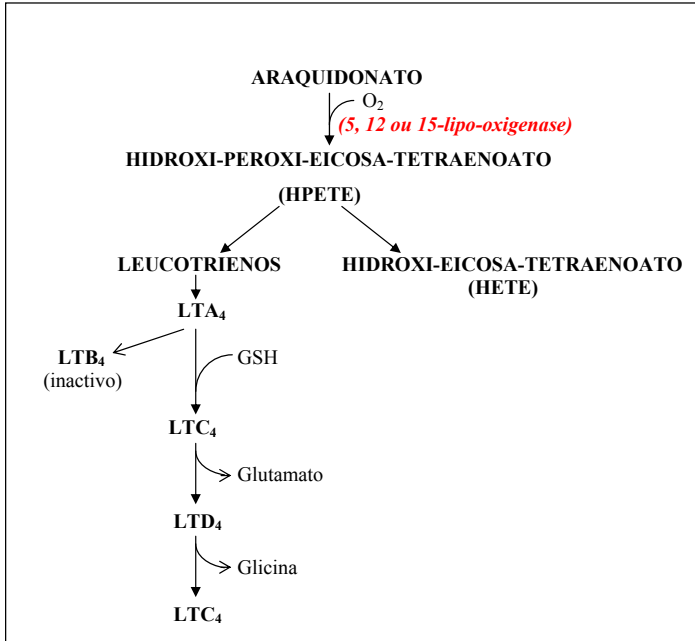 ARAQUIDONATO
O₂
(5, 12 ou 15-lipo-oxigenase)
HIDROXI-PEROXI-EICOSA-TETRAENOATO
(HPETE)
LEUCOTRIENOS
HIDROXI-EICOSA-TETRAENOATO
(HETE)
LTA₄
LTB₄
(inactivo)
GSH
LTC₄
Glutamato
LTD₄
Glicina
LTC₄